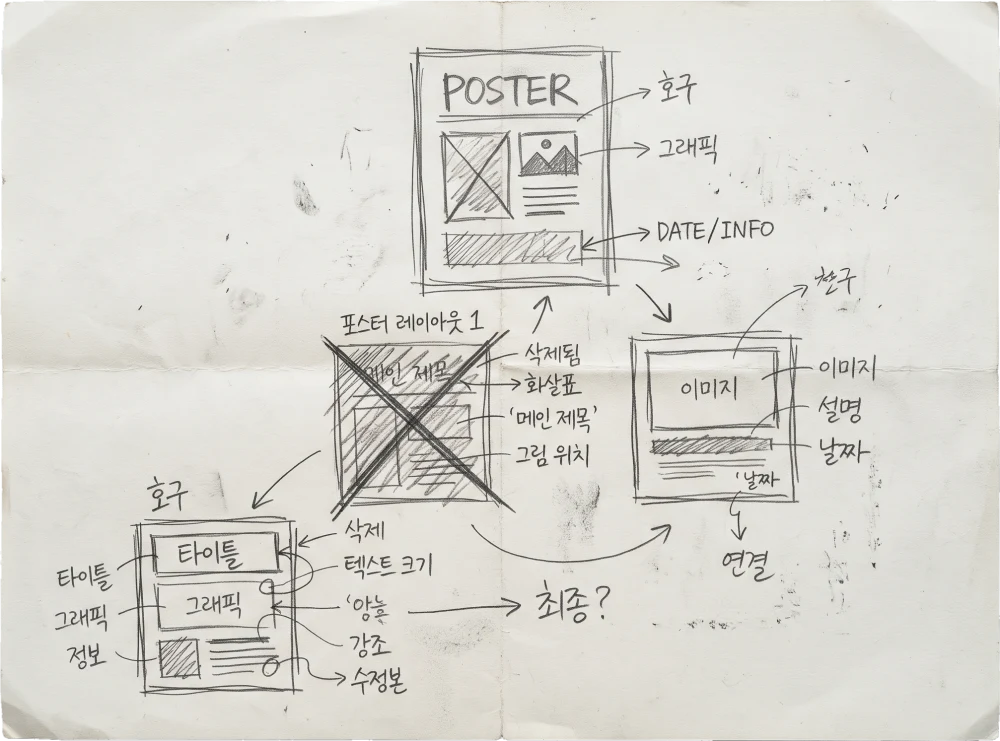 POSTER
호구
그래픽
DATE/INFO
포스터 레이아웃 1
메인 제목
삭제됨
화살표
'메인 제목'
그림 위치
이미지
이미지
설명
날짜
'날짜
연결
호구
타이틀
타이틀
그래픽
그래픽
정보
삭제
텍스트 크기
강조
수정본
최종?